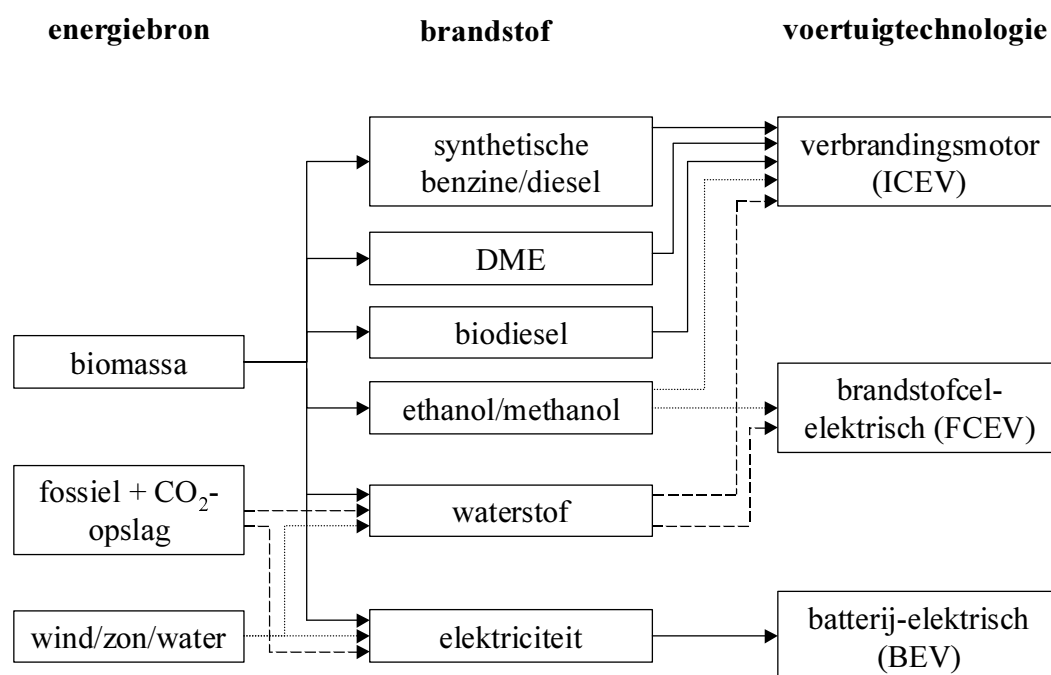 energiebron
brandstof
voertuigtechnologie
synthetische
benzine/diesel
verbrandingsmotor
(ICEV)
DME
biodiesel
biomassa
ethanol/methanol
brandstofcel-
elektrisch (FCEV)
fossiel + CO₂-
opslag
waterstof
wind/zon/water
elektriciteit
batterij-elektrisch
(BEV)